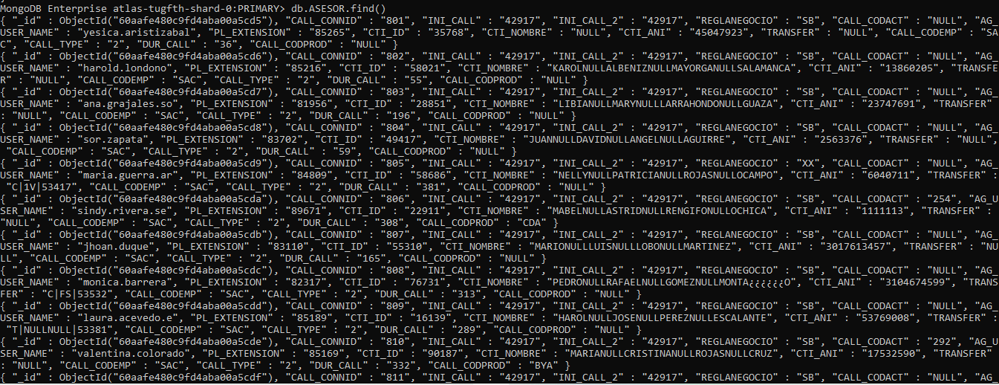 MongoDB Enterprise atlas-tugfth-shard-0:PRIMARY> db.ASESOR.find()
{ "_id" : ObjectId("60aafe480c9fd4aba00a5cd5"), "CALL_CONNID" : "801", "INI_CALL" : "42917", "INI_CALL_2" : "42917", "REGLANEGOCIO" : "SB", "CALL_CODACT" : "NULL", "AG_
USER_NAME" : "yesica.aristizabal", "PL_EXTENSION" : "85265", "CTI_ID" : "35768", "CTI_NOMBRE" : "NULL", "CTI_ANI" : "45047923", "TRANSFER" : "NULL", "CALL_CODEMP" : "SA
C", "CALL_TYPE" : "2", "DUR_CALL" : "36", "CALL_CODPROD" : "NULL" }
{ "_id" : ObjectId("60aafe480c9fd4aba00a5cd6"), "CALL_CONNID" : "802", "INI_CALL" : "42917", "INI_CALL_2" : "42917", "REGLANEGOCIO" : "SB", "CALL_CODACT" : "NULL", "AG_
USER_NAME" : "harold.londono", "PL_EXTENSION" : "85216", "CTI_ID" : "58021", "CTI_NOMBRE" : "KAROLNULLALBENIZNULLMAYORGANULLSALAMANCA", "CTI_ANI" : "13860205", "TRANSFE
R" : "NULL", "CALL_CODEMP" : "SAC", "CALL_TYPE" : "2", "DUR_CALL" : "55", "CALL_CODPROD" : "NULL" }
{ "_id" : ObjectId("60aafe480c9fd4aba00a5cd7"), "CALL_CONNID" : "803", "INI_CALL" : "42917", "INI_CALL_2" : "42917", "REGLANEGOCIO" : "SB", "CALL_CODACT" : "NULL", "AG_
USER_NAME" : "ana.grajales.so", "PL_EXTENSION" : "81956", "CTI_ID" : "28851", "CTI_NOMBRE" : "LIBIANULLMARYNULLLARRAHONDONULLGUAZA", "CTI_ANI" : "23747691", "TRANSFER"
: "NULL", "CALL_CODEMP" : "SAC", "CALL_TYPE" : "2", "DUR_CALL" : "196", "CALL_CODPROD" : "NULL" }
{ "_id" : ObjectId("60aafe480c9fd4aba00a5cd8"), "CALL_CONNID" : "804", "INI_CALL" : "42917", "INI_CALL_2" : "42917", "REGLANEGOCIO" : "SB", "CALL_CODACT" : "NULL", "AG_
USER_NAME" : "sor.zapata", "PL_EXTENSION" : "83702", "CTI_ID" : "49417", "CTI_NOMBRE" : "JUANNULLDAVIDNULLANGELNULLAGUIRRE", "CTI_ANI" : "2563376", "TRANSFER" : "NULL",
"CALL_CODEMP" : "SAC", "CALL_TYPE" : "2", "DUR_CALL" : "59", "CALL_CODPROD" : "NULL" }
{ "_id" : ObjectId("60aafe480c9fd4aba00a5cd9"), "CALL_CONNID" : "805", "INI_CALL" : "42917", "INI_CALL_2" : "42917", "REGLANEGOCIO" : "XX", "CALL_CODACT" : "NULL", "AG_
USER_NAME" : "maria.guerra.ar", "PL_EXTENSION" : "84809", "CTI_ID" : "58686", "CTI_NOMBRE" : "NELLYNULLPATRICIANULLROJASNULLOCAMPO", "CTI_ANI" : "6040711", "TRANSFER" :
"C|1V|53417", "CALL_CODEMP" : "SAC", "CALL_TYPE" : "2", "DUR_CALL" : "381", "CALL_CODPROD" : "NULL" }
{ "_id" : ObjectId("60aafe480c9fd4aba00a5cda"), "CALL_CONNID" : "806", "INI_CALL" : "42917", "INI_CALL_2" : "42917", "REGLANEGOCIO" : "SB", "CALL_CODACT" : "254", "AG_U
SER_NAME" : "sindy.rivera.se", "PL_EXTENSION" : "89671", "CTI_ID" : "22911", "CTI_NOMBRE" : "MABELNULLASTRIDNULLRENGIFONULLOCHICA", "CTI_ANI" : "1111113", "TRANSFER" :
"NULL", "CALL_CODEMP" : "SAC", "CALL_TYPE" : "2", "DUR_CALL" : "308", "CALL_CODPROD" : "CDA" }
{ "_id" : ObjectId("60aafe480c9fd4aba00a5cdb"), "CALL_CONNID" : "807", "INI_CALL" : "42917", "INI_CALL_2" : "42917", "REGLANEGOCIO" : "SB", "CALL_CODACT" : "NULL", "AG_
USER_NAME" : "jhoan.duque", "PL_EXTENSION" : "83110", "CTI_ID" : "55310", "CTI_NOMBRE" : "MARIONULLLUISNULLLOBONULLMARTINEZ", "CTI_ANI" : "3017613457", "TRANSFER" : "NU
LL", "CALL_CODEMP" : "SAC", "CALL_TYPE" : "2", "DUR_CALL" : "165", "CALL_CODPROD" : "NULL" }
{ "_id" : ObjectId("60aafe480c9fd4aba00a5cdc"), "CALL_CONNID" : "808", "INI_CALL" : "42917", "INI_CALL_2" : "42917", "REGLANEGOCIO" : "SB", "CALL_CODACT" : "NULL", "AG_
USER_NAME" : "monica.barrera", "PL_EXTENSION" : "82317", "CTI_ID" : "76731", "CTI_NOMBRE" : "PEDRONULLRAFAELNULLGOMEZNULLMONTA¿¿¿¿¿¿O", "CTI_ANI" : "3104674599", "TRANS
FER" : "C|FS|53532", "CALL_CODEMP" : "SAC", "CALL_TYPE" : "2", "DUR_CALL" : "313", "CALL_CODPROD" : "NULL" }
{ "_id" : ObjectId("60aafe480c9fd4aba00a5cdd"), "CALL_CONNID" : "809", "INI_CALL" : "42917", "INI_CALL_2" : "42917", "REGLANEGOCIO" : "SB", "CALL_CODACT" : "NULL", "AG_
USER_NAME" : "laura.acevedo.e", "PL_EXTENSION" : "85189", "CTI_ID" : "16139", "CTI_NOMBRE" : "HAROLNULLJOSENULLPEREZNULLESCALANTE", "CTI_ANI" : "53769008", "TRANSFER" :
"T|NULLNULL|53381", "CALL_CODEMP" : "SAC", "CALL_TYPE" : "2", "DUR_CALL" : "289", "CALL_CODPROD" : "NULL" }
{ "_id" : ObjectId("60aafe480c9fd4aba00a5cde"), "CALL_CONNID" : "810", "INI_CALL" : "42917", "INI_CALL_2" : "42917", "REGLANEGOCIO" : "SB", "CALL_CODACT" : "292", "AG_U
SER_NAME" : "valentina.colorado", "PL_EXTENSION" : "85169", "CTI_ID" : "90187", "CTI_NOMBRE" : "MARIANULLCRISTINANULLROJASNULLCRUZ", "CTI_ANI" : "17532590", "TRANSFER"
: "NULL", "CALL_CODEMP" : "SAC", "CALL_TYPE" : "2", "DUR_CALL" : "332", "CALL_CODPROD" : "BYA" }
{ "_id" : ObjectId("60aafe480c9fd4aba00a5cdf"), "CALL_CONNID" : "811", "INI_CALL" : "42917", "INI_CALL_2" : "42917", "REGLANEGOCIO" : "SB", "CALL_CODACT" : "NULL", "AG_